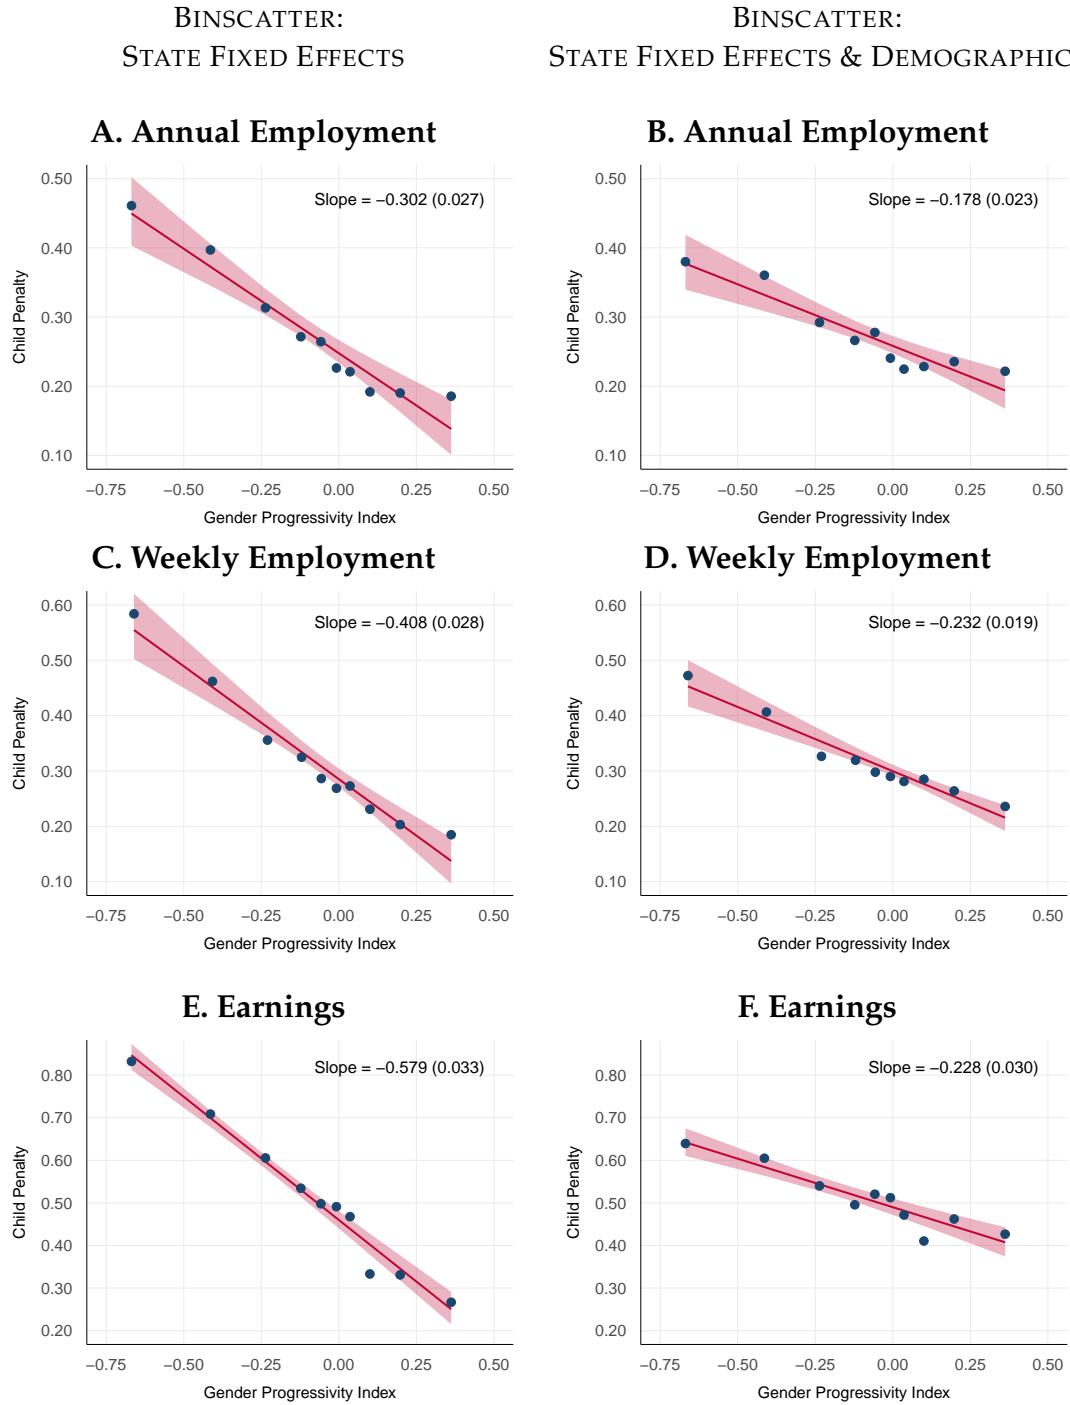 BINSCATTER:
STATE FIXED EFFECTS
BINSCATTER:
STATE FIXED EFFECTS & DEMOGRAPHIC
A. Annual Employment
Slope = −0.302 (0.027)
0.50
0.40
0.30
0.20
0.10
Child Penalty
−0.75 −0.50 −0.25 0.00 0.25 0.50
Gender Progressivity Index
B. Annual Employment
Slope = −0.178 (0.023)
0.50
0.40
0.30
0.20
0.10
Child Penalty
−0.75 −0.50 −0.25 0.00 0.25 0.50
Gender Progressivity Index
C. Weekly Employment
Slope = −0.408 (0.028)
0.60
0.50
0.40
0.30
0.20
0.10
Child Penalty
−0.75 −0.50 −0.25 0.00 0.25 0.50
Gender Progressivity Index
D. Weekly Employment
Slope = −0.232 (0.019)
0.60
0.50
0.40
0.30
0.20
0.10
Child Penalty
−0.75 −0.50 −0.25 0.00 0.25 0.50
Gender Progressivity Index
E. Earnings
Slope = −0.579 (0.033)
0.80
0.70
0.60
0.50
0.40
0.30
0.20
Child Penalty
−0.75 −0.50 −0.25 0.00 0.25 0.50
Gender Progressivity Index
F. Earnings
Slope = −0.228 (0.030)
0.80
0.70
0.60
0.50
0.40
0.30
0.20
Child Penalty
−0.75 −0.50 −0.25 0.00 0.25 0.50
Gender Progressivity Index